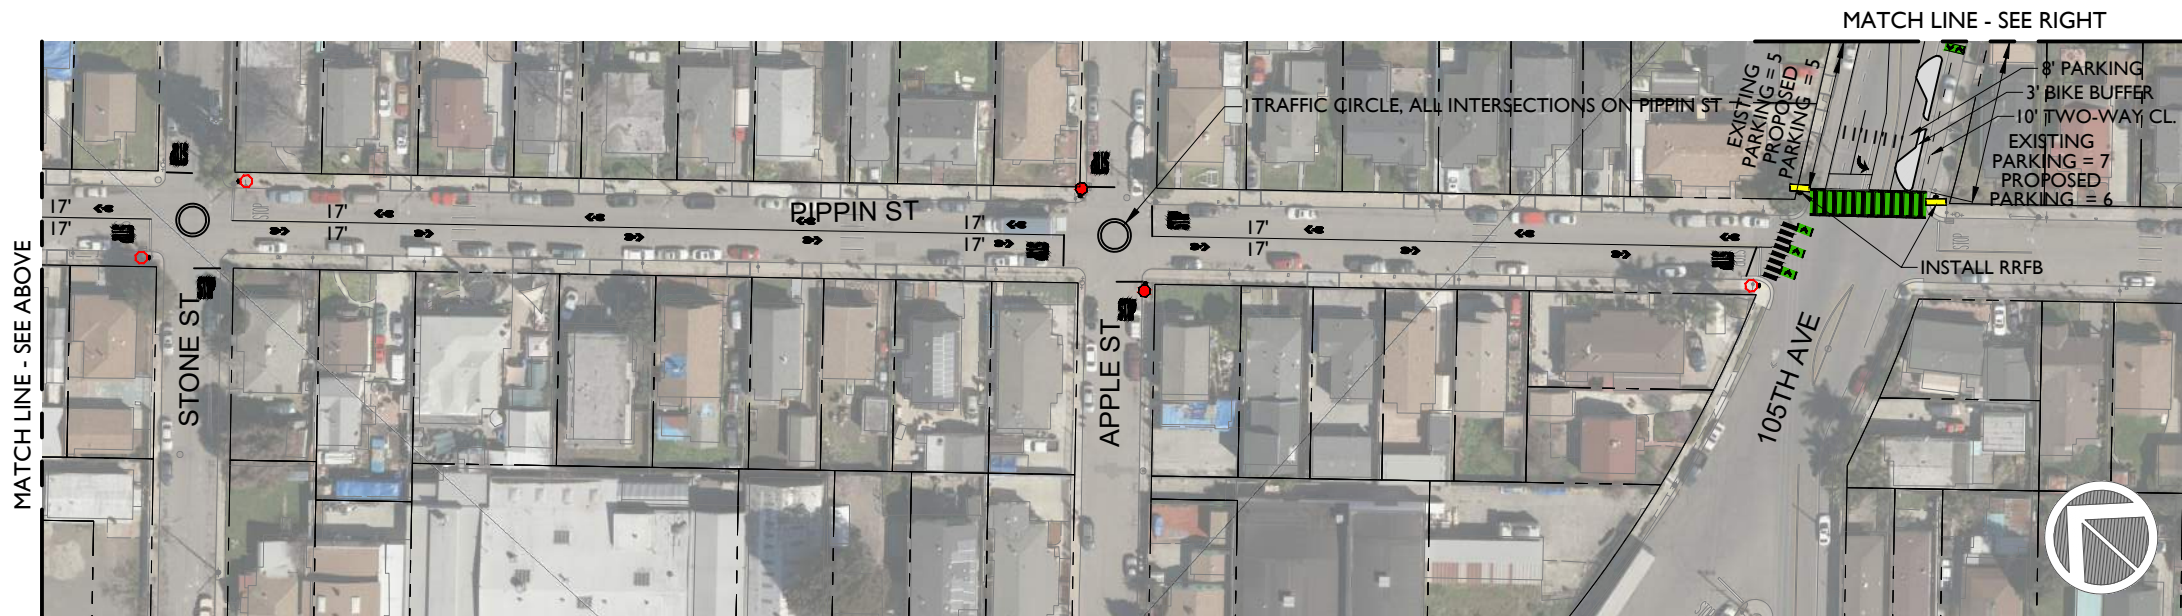 MATCH LINE - SEE RIGHT
MATCH LINE - SEE ABOVE
TRAFFIC CIRCLE, ALL INTERSECTIONS ON PIPPIN ST
EXISTING
PARKING = 5
PROPOSED
PARKING = 5
8' PARKING
3' BIKE BUFFER
10' TWO-WAY CL.
EXISTING
PARKING = 7
PROPOSED
PARKING = 6
17'
17'
17'
17'
PIPPIN ST
17'
17'
17'
17'
INSTALL RRFB
STONE ST
APPLE ST
105TH AVE
STOP
STOP